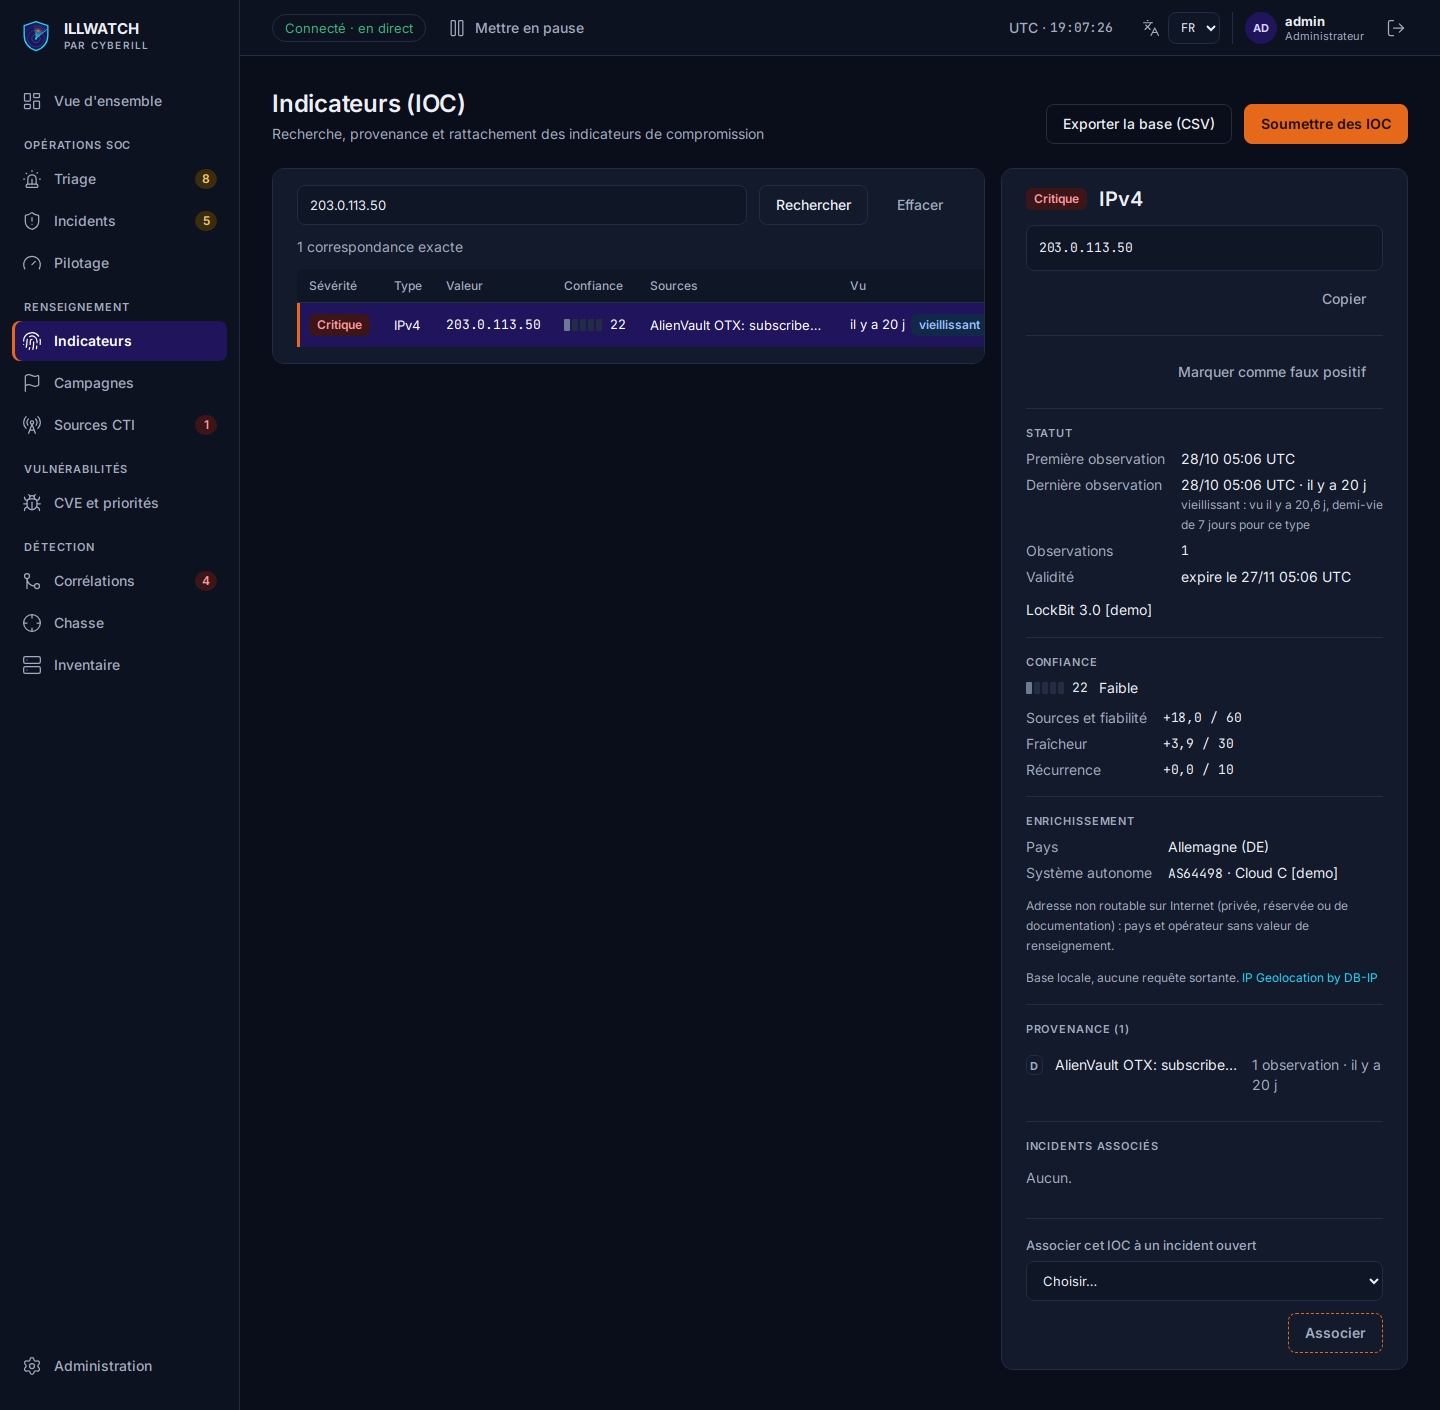 ILLWATCH
PAR CYBERILL
Connecté · en direct
Mettre en pause
UTC · 19:07:26
FR
AD
admin
Administrateur
Vue d'ensemble
OPÉRATIONS SOC
Triage 8
Incidents 5
Pilotage
RENSEIGNEMENT
Indicateurs
Campagnes
Sources CTI 1
VULNÉRABILITÉS
CVE et priorités
DÉTECTION
Corrélations 4
Chasse
Inventaire
Administration
Indicateurs (IOC)
Recherche, provenance et rattachement des indicateurs de compromission
Exporter la base (CSV)
Soumettre des IOC
203.0.113.50
Rechercher
Effacer
1 correspondance exacte
Sévérité Type Valeur Confiance Sources Vu
Critique IPv4 203.0.113.50 22 AlienVault OTX: subscribe... il y a 20 j vieillissant
Critique IPv4
203.0.113.50
Copier
Marquer comme faux positif
STATUT
Première observation 28/10 05:06 UTC
Dernière observation 28/10 05:06 UTC · il y a 20 j
vieillissant : vu il y a 20,6 j, demi-vie
de 7 jours pour ce type
Observations 1
Validité expire le 27/11 05:06 UTC
LockBit 3.0 [demo]
CONFIANCE
22 Faible
Sources et fiabilité +18,0 / 60
Fraîcheur +3,9 / 30
Récurrence +0,0 / 10
ENRICHISSEMENT
Pays Allemagne (DE)
Système autonome AS64498 · Cloud C [demo]
Adresse non routable sur Internet (privée, réservée ou de
documentation) : pays et opérateur sans valeur de
renseignement.
Base locale, aucune requête sortante. IP Geolocation by DB-IP
PROVENANCE (1)
D AlienVault OTX: subscribe... 1 observation · il y a
20 j
INCIDENTS ASSOCIÉS
Aucun.
Associer cet IOC à un incident ouvert
Choisir...
Associer